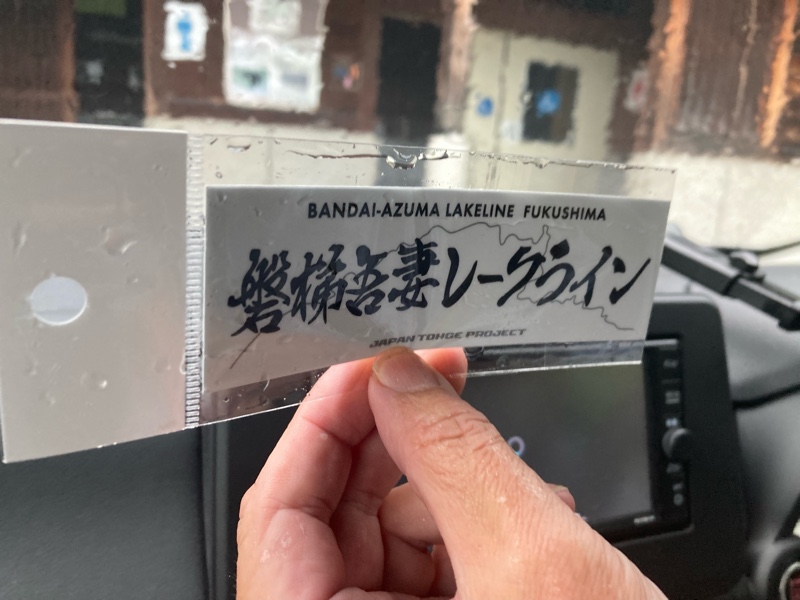 BANDAI-AZUMA LAKELINE FUKUSHIMA
磐梯吾妻レークライン
JAPAN TOHGE PROJECT